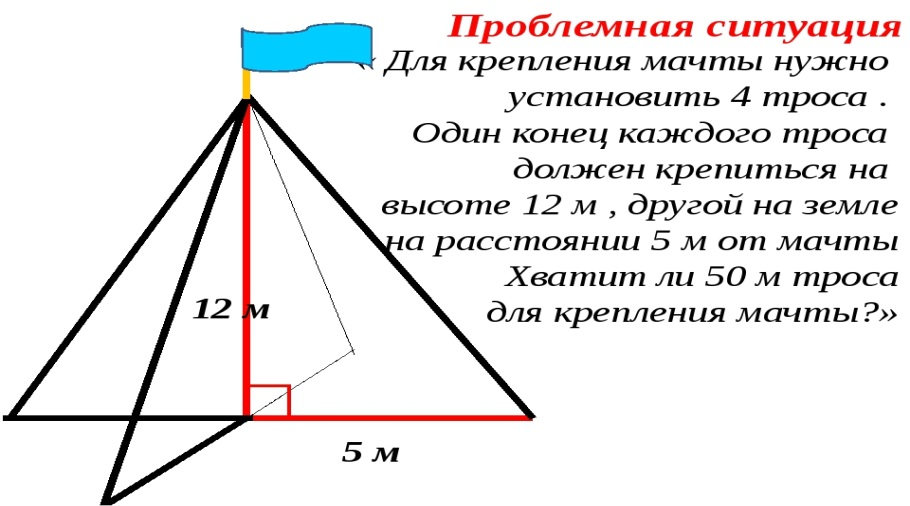 Проблемная ситуация
« Для крепления мачты нужно
установить 4 троса .
Один конец каждого троса
должен крепиться на
высоте 12 м , другой на земле
на расстоянии 5 м от мачты
Хватит ли 50 м троса
для крепления мачты?»
12 м
5 м